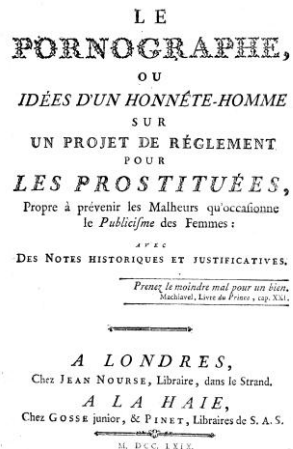 LE
PORNOGRAPHE,
OU
IDÉES D'UN HONNÊTE-HOMME
SUR
UN PROJET DE RÉGLEMENT
POUR
LES PROSTITUÉES,
Propre à prévenir les Malheurs qu'occasionne
le Publicisme des Femmes :
AVEC
DES NOTES HISTORIQUES ET JUSTIFICATIVES.
Prenez le moindre mal pour un bien.
Machiavel, Livre du Prince, cap. XXI.
A LONDRES,
Chez JEAN NOURSE, Libraire, dans le Strand.
A LA HAIE,
Chez GOSSE junior, & PINET, Libraires de S. A. S.
M. DCC. LXIX.